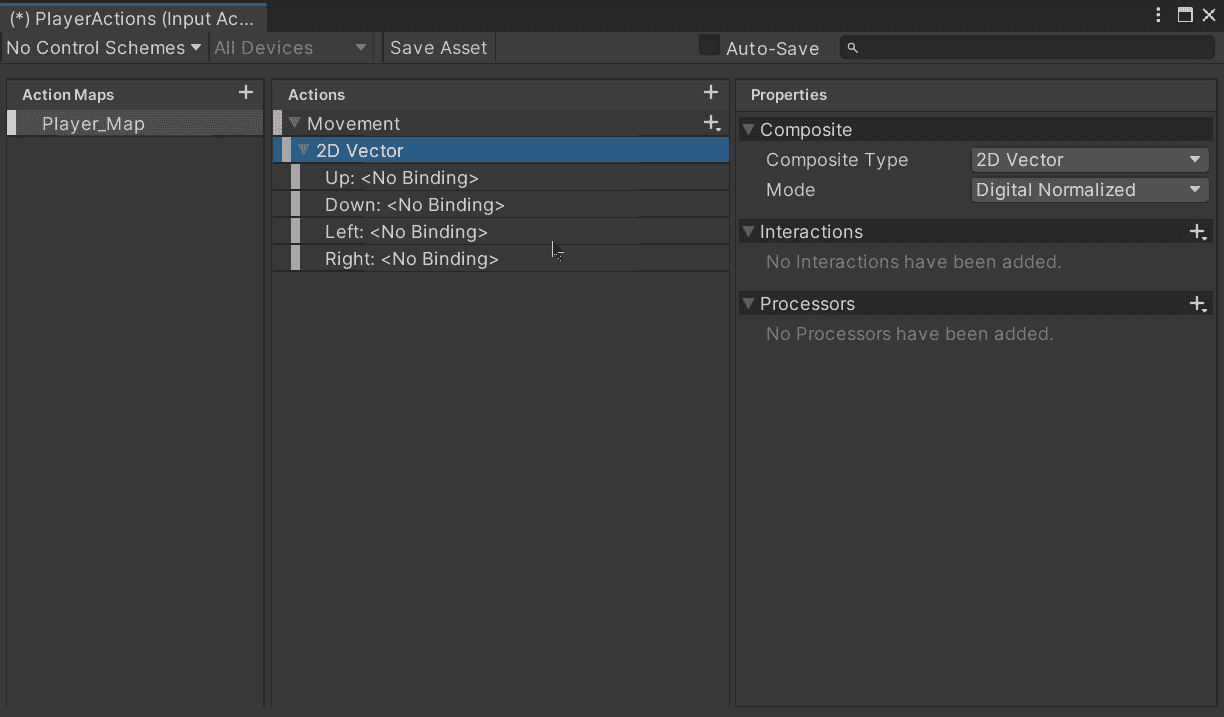 (*) PlayerActions (Input Ac...
No Control Schemes All Devices Save Asset Auto-Save
Action Maps
Player_Map
Actions
Movement
2D Vector
Up: <No Binding>
Down: <No Binding>
Left: <No Binding>
Right: <No Binding>
Properties
Composite
Composite Type 2D Vector
Mode Digital Normalized
Interactions
No Interactions have been added.
Processors
No Processors have been added.